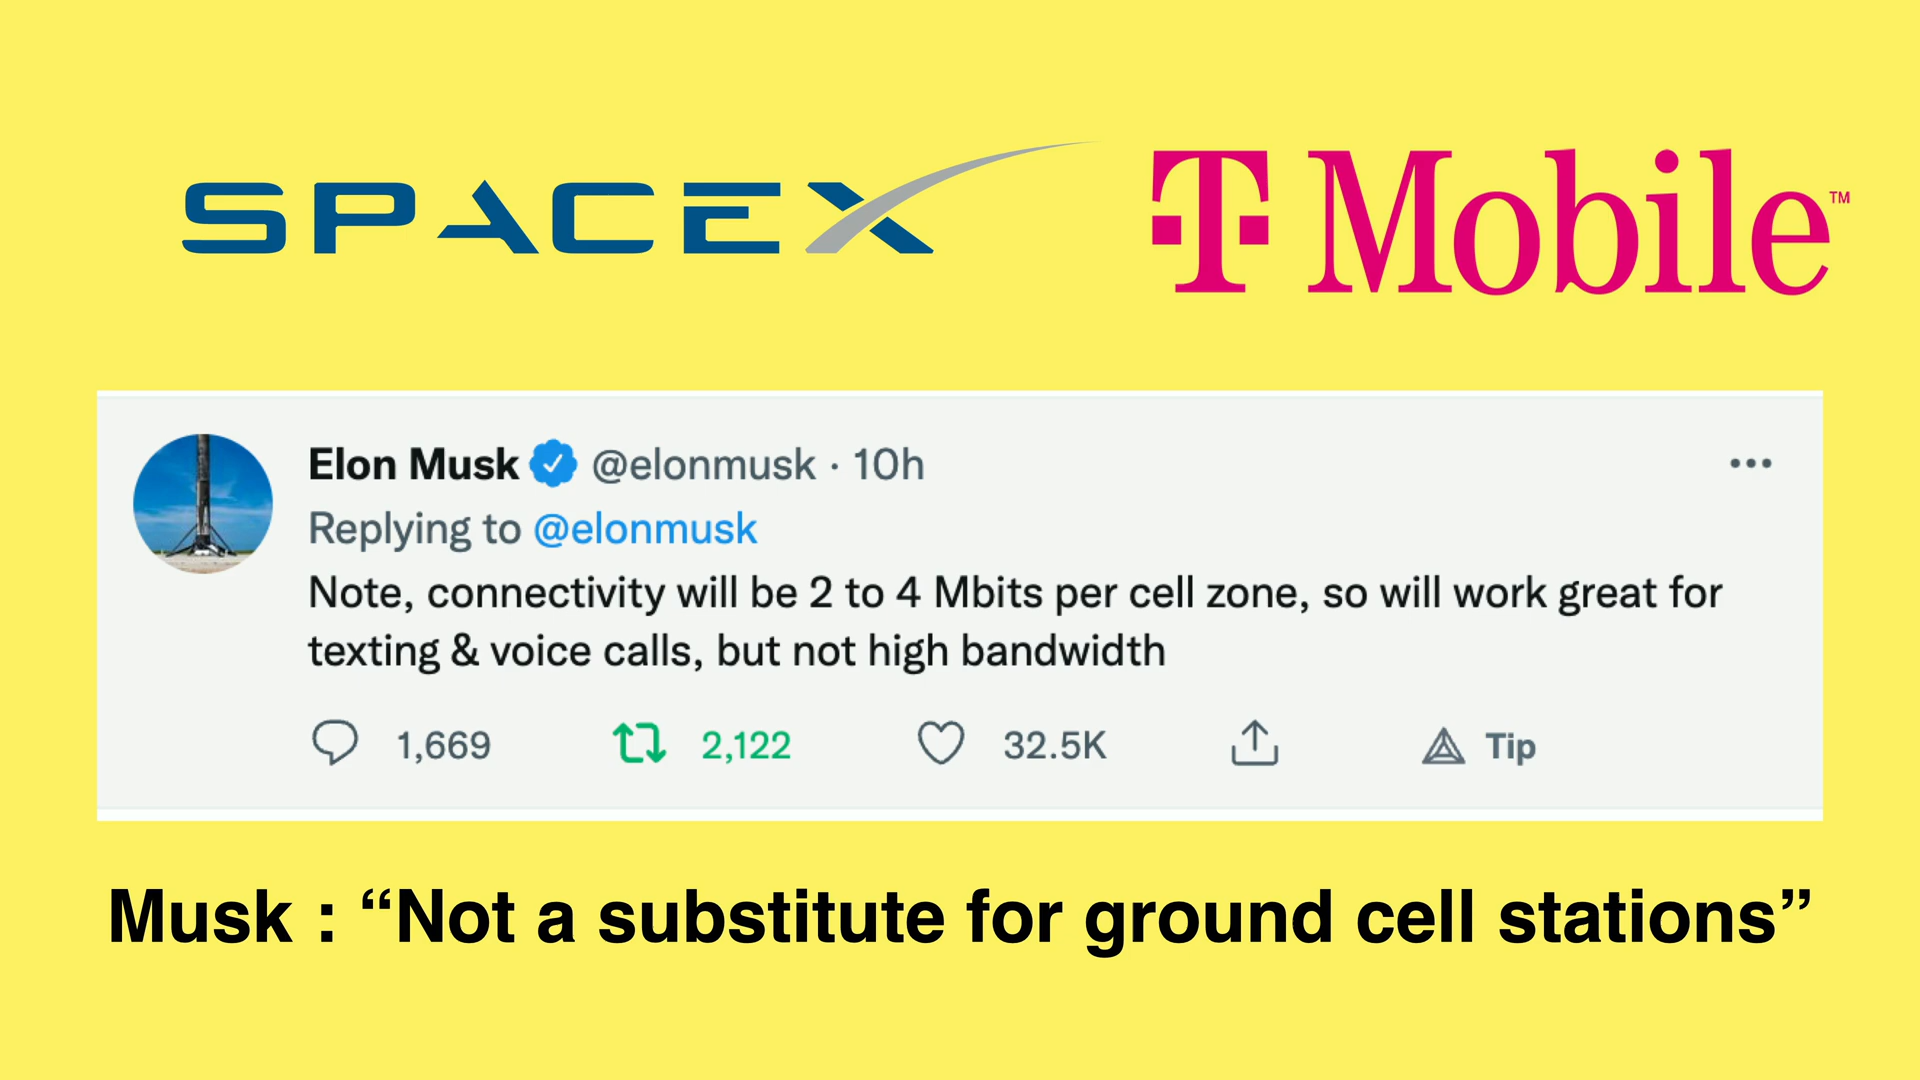 SPACEX
T Mobile™
Elon Musk @elonmusk · 10h
Replying to @elonmusk
Note, connectivity will be 2 to 4 Mbits per cell zone, so will work great for
texting & voice calls, but not high bandwidth
1,669 2,122 32.5K Tip
Musk : “Not a substitute for ground cell stations”